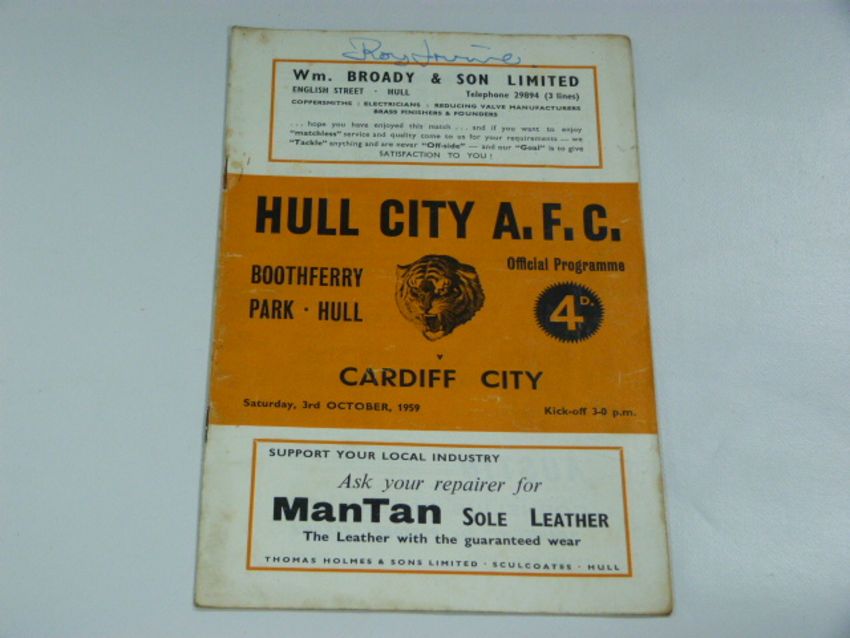 Roy Irvine
Wm. BROADY & SON LIMITED
ENGLISH STREET · HULL Telephone 29894 (3 lines)
COPPERSMITHS : ELECTRICIANS : REDUCING VALVE MANUFACTURERS
BRASS FINISHERS & FOUNDERS
. . . hope you have enjoyed this match . . . and if you want to enjoy
"matchless" service and quality come to us for your requirements — we
"Tackle" anything and are never "Off-side" — and our "Goal" is to give
SATISFACTION TO YOU !
HULL CITY A.F.C.
Official Programme
BOOTHFERRY
PARK · HULL
4D.
v
CARDIFF CITY
Saturday, 3rd OCTOBER, 1959 Kick-off 3-0 p.m.
SUPPORT YOUR LOCAL INDUSTRY
Ask your repairer for
ManTan SOLE LEATHER
The Leather with the guaranteed wear
THOMAS HOLMES & SONS LIMITED · SCULCOATES · HULL